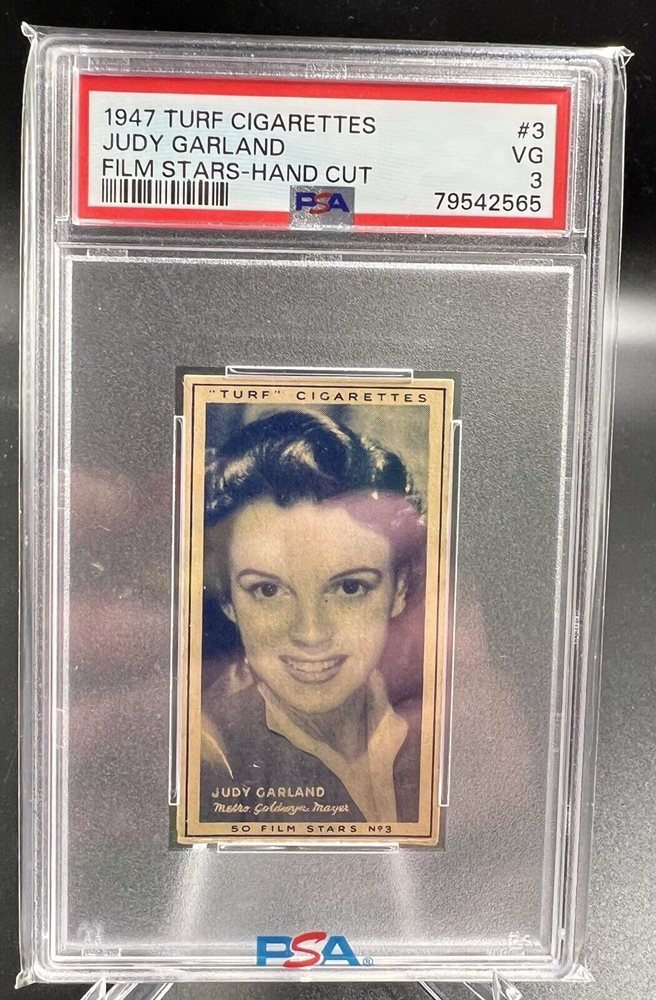 1947 TURF CIGARETTES #3
JUDY GARLAND VG
FILM STARS-HAND CUT 3
PSA 79542565
"TURF" CIGARETTES
JUDY GARLAND
Metro. Goldwyn. Mayer
50 FILM STARS Nº3
PSA®